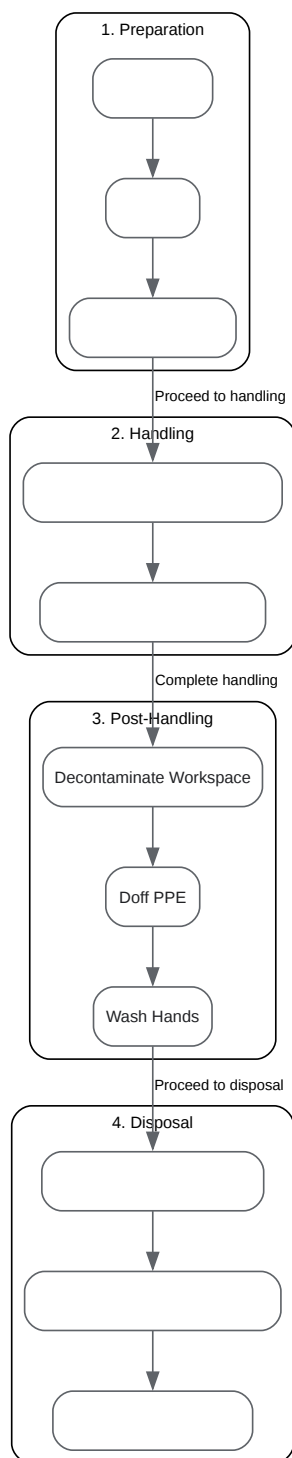 1. Preparation
Proceed to handling
2. Handling
Complete handling
3. Post-Handling
Decontaminate Workspace
Doff PPE
Wash Hands
Proceed to disposal
4. Disposal